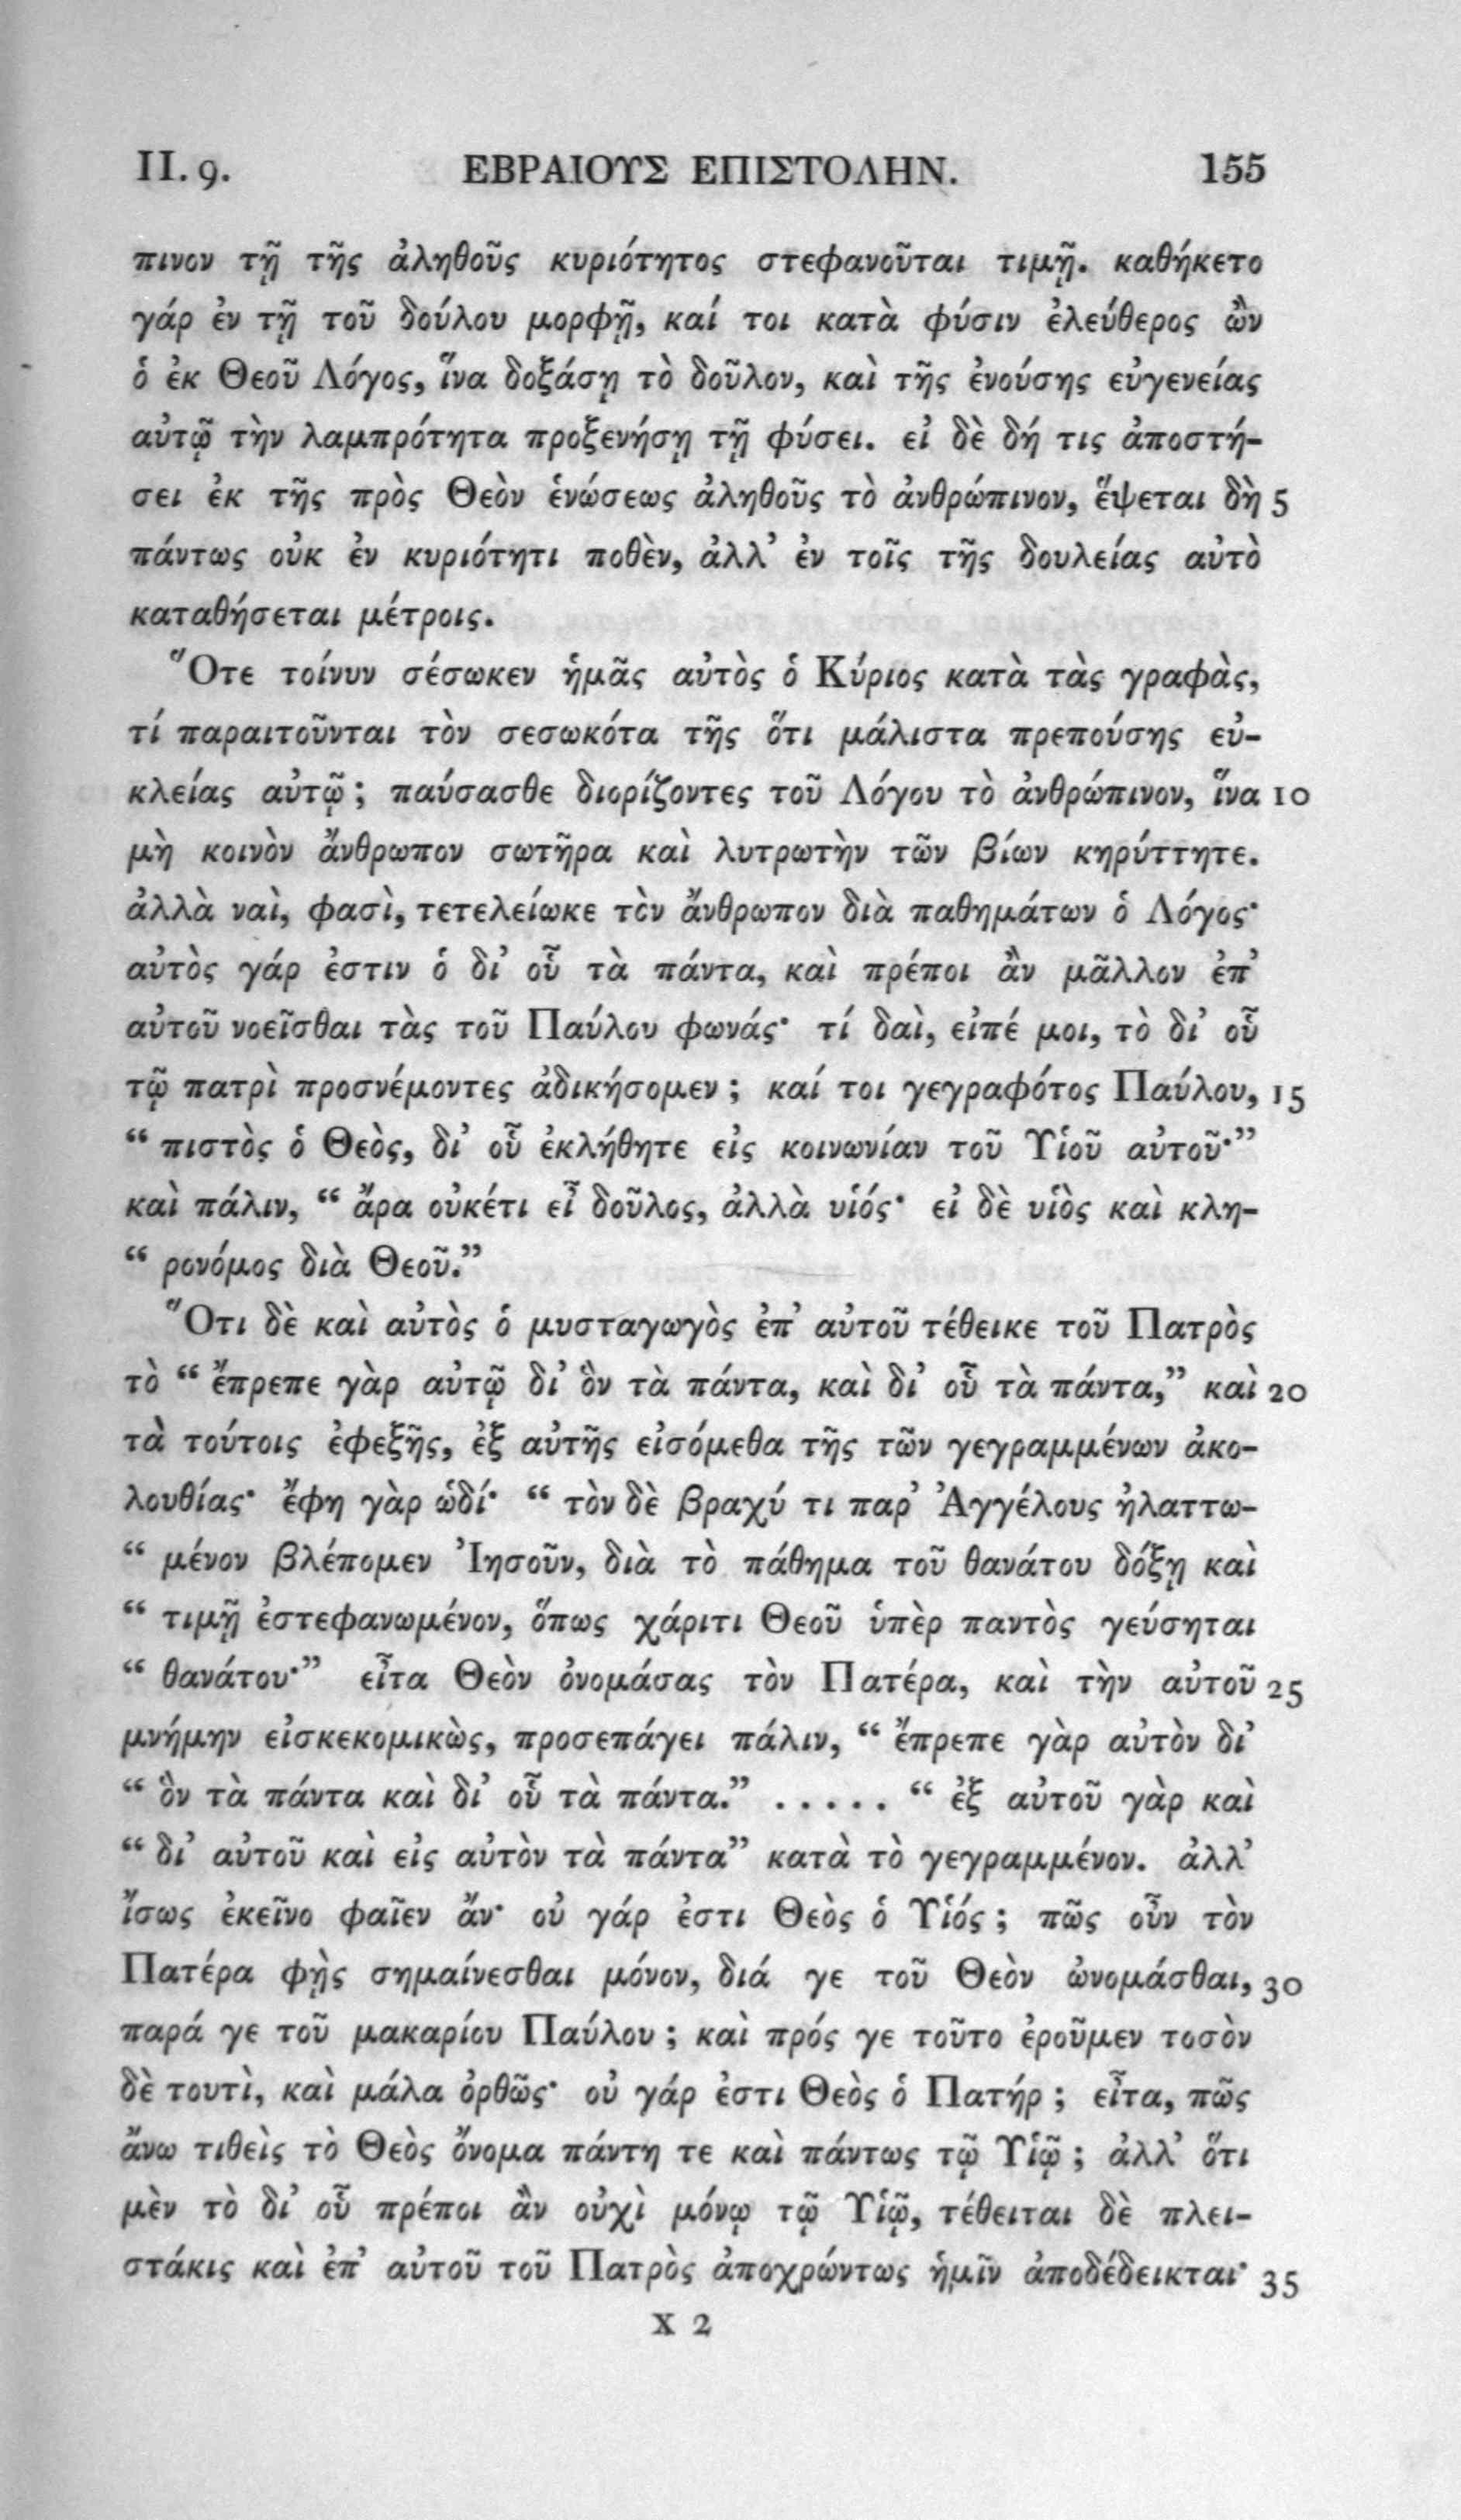 II. 9. ΕΒΡΑΙΟΥΣ ΕΠΙΣΤΟΛΗΝ. 155
πινον τῇ τῆς ἀληθοῦς κυριότητος στεφανοῦται τιμῇ. καθήκετο
γάρ ἐν τῇ τοῦ δούλου μορφῇ, καί τοι κατὰ φύσιν ἐλεύθερος ὢν
ὁ ἐκ Θεοῦ Λόγος, ἵνα δοξάσῃ τὸ δοῦλον, καὶ τῆς ἐνούσης εὐγενείας
αὐτῷ τὴν λαμπρότητα προξενήσῃ τῇ φύσει. εἰ δὲ δή τις ἀποστή-
σει ἐκ τῆς πρὸς Θεὸν ἑνώσεως ἀληθοῦς τὸ ἀνθρώπινον, ἕψεται δὴ 5
πάντως οὐκ ἐν κυριότητι ποθὲν, ἀλλ᾽ ἐν τοῖς τῆς δουλείας αὐτὸ
καταθήσεται μέτροις.
Ὅτε τοίνυν σέσωκεν ἡμᾶς αὐτὸς ὁ Κύριος κατὰ τὰς γραφὰς,
τί παραιτοῦνται τὸν σεσωκότα τῆς ὅτι μάλιστα πρεπούσης εὐ-
κλείας αὐτῷ; παύσασθε διορίζοντες τοῦ Λόγου τὸ ἀνθρώπινον, ἵνα 10
μὴ κοινὸν ἄνθρωπον σωτῆρα καὶ λυτρωτὴν τῶν βίων κηρύττητε.
ἀλλὰ ναὶ, φασὶ, τετελείωκε τὸν ἄνθρωπον διὰ παθημάτων ὁ Λόγος·
αὐτὸς γάρ ἐστιν ὁ δι᾽ οὗ τὰ πάντα, καὶ πρέποι ἂν μᾶλλον ἐπ᾽
αὐτοῦ νοεῖσθαι τὰς τοῦ Παύλου φωνάς· τί δαὶ, εἰπέ μοι, τὸ δι᾽ οὗ
τῷ πατρὶ προσνέμοντες ἀδικήσομεν; καί τοι γεγραφότος Παύλου, 15
“ πιστὸς ὁ Θεὸς, δι᾽ οὗ ἐκλήθητε εἰς κοινωνίαν τοῦ Υἱοῦ αὐτοῦ·”
καὶ πάλιν, “ ἄρα οὐκέτι εἶ δοῦλος, ἀλλὰ υἱός· εἰ δὲ υἱὸς καὶ κλη-
“ ρονόμος διὰ Θεοῦ.”
Ὅτι δὲ καὶ αὐτὸς ὁ μυσταγωγὸς ἐπ᾽ αὐτοῦ τέθεικε τοῦ Πατρὸς
τὸ “ ἔπρεπε γὰρ αὐτῷ δι᾽ ὃν τὰ πάντα, καὶ δι᾽ οὗ τὰ πάντα,” καὶ 20
τὰ τούτοις ἐφεξῆς, ἐξ αὐτῆς εἰσόμεθα τῆς τῶν γεγραμμένων ἀκο-
λουθίας· ἔφη γὰρ ὡδί· “ τὸν δὲ βραχύ τι παρ᾽ Ἀγγέλους ἠλαττω-
“ μένον βλέπομεν Ἰησοῦν, διὰ τὸ πάθημα τοῦ θανάτου δόξῃ καὶ
“ τιμῇ ἐστεφανωμένον, ὅπως χάριτι Θεοῦ ὑπὲρ παντὸς γεύσηται
“ θανάτου·” εἶτα Θεὸν ὀνομάσας τὸν Πατέρα, καὶ τὴν αὐτοῦ 25
μνήμην εἰσκεκομικὼς, προσεπάγει πάλιν, “ ἔπρεπε γὰρ αὐτὸν δι᾽
“ ὃν τὰ πάντα καὶ δι᾽ οὗ τὰ πάντα.” ..... “ ἐξ αὐτοῦ γὰρ καὶ
“ δι᾽ αὐτοῦ καὶ εἰς αὐτὸν τὰ πάντα” κατὰ τὸ γεγραμμένον. ἀλλ᾽
ἴσως ἐκεῖνο φαῖεν ἄν· οὐ γάρ ἐστι Θεὸς ὁ Υἱός; πῶς οὖν τὸν
Πατέρα φῂς σημαίνεσθαι μόνον, διά γε τοῦ Θεὸν ὠνομάσθαι, 30
παρά γε τοῦ μακαρίου Παύλου; καὶ πρός γε τοῦτο ἐροῦμεν τοσὸν
δὲ τουτὶ, καὶ μάλα ὀρθῶς· οὐ γάρ ἐστι Θεὸς ὁ Πατήρ; εἶτα, πῶς
ἄνω τιθεὶς τὸ Θεὸς ὄνομα πάντη τε καὶ πάντως τῷ Υἱῷ; ἀλλ᾽ ὅτι
μὲν τὸ δι᾽ οὗ πρέποι ἂν οὐχὶ μόνῳ τῷ Υἱῷ, τέθειται δὲ πλει-
στάκις καὶ ἐπ᾽ αὐτοῦ τοῦ Πατρὸς ἀποχρώντως ἡμῖν ἀποδέδεικται· 35
X 2